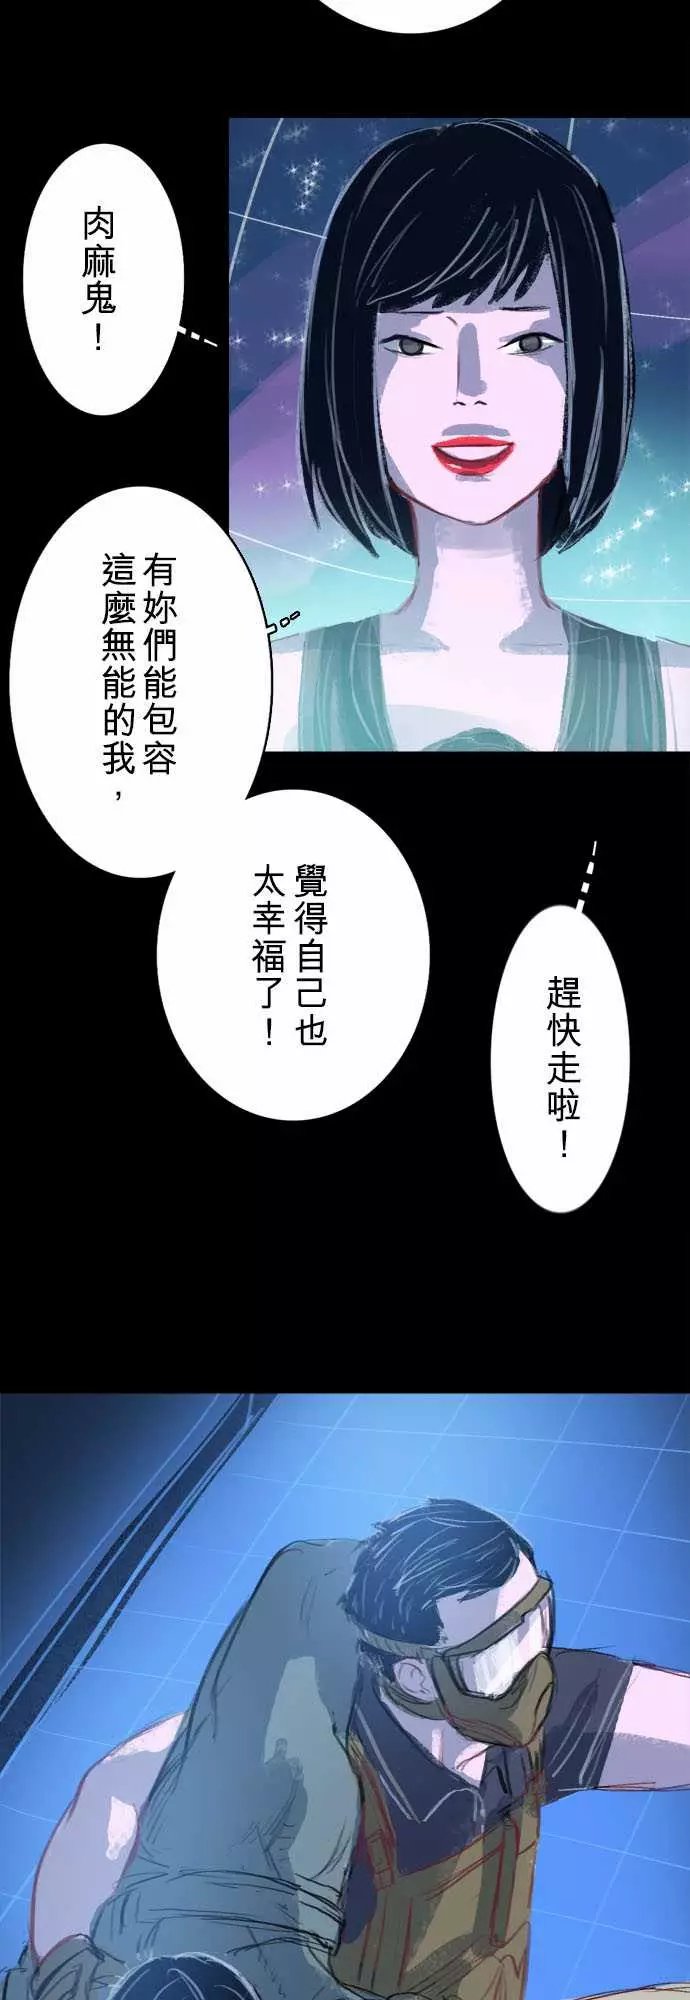 肉麻鬼！
有妳們能包容
這麼無能的我，
覺得自己也
太幸福了！
趕快走啦！